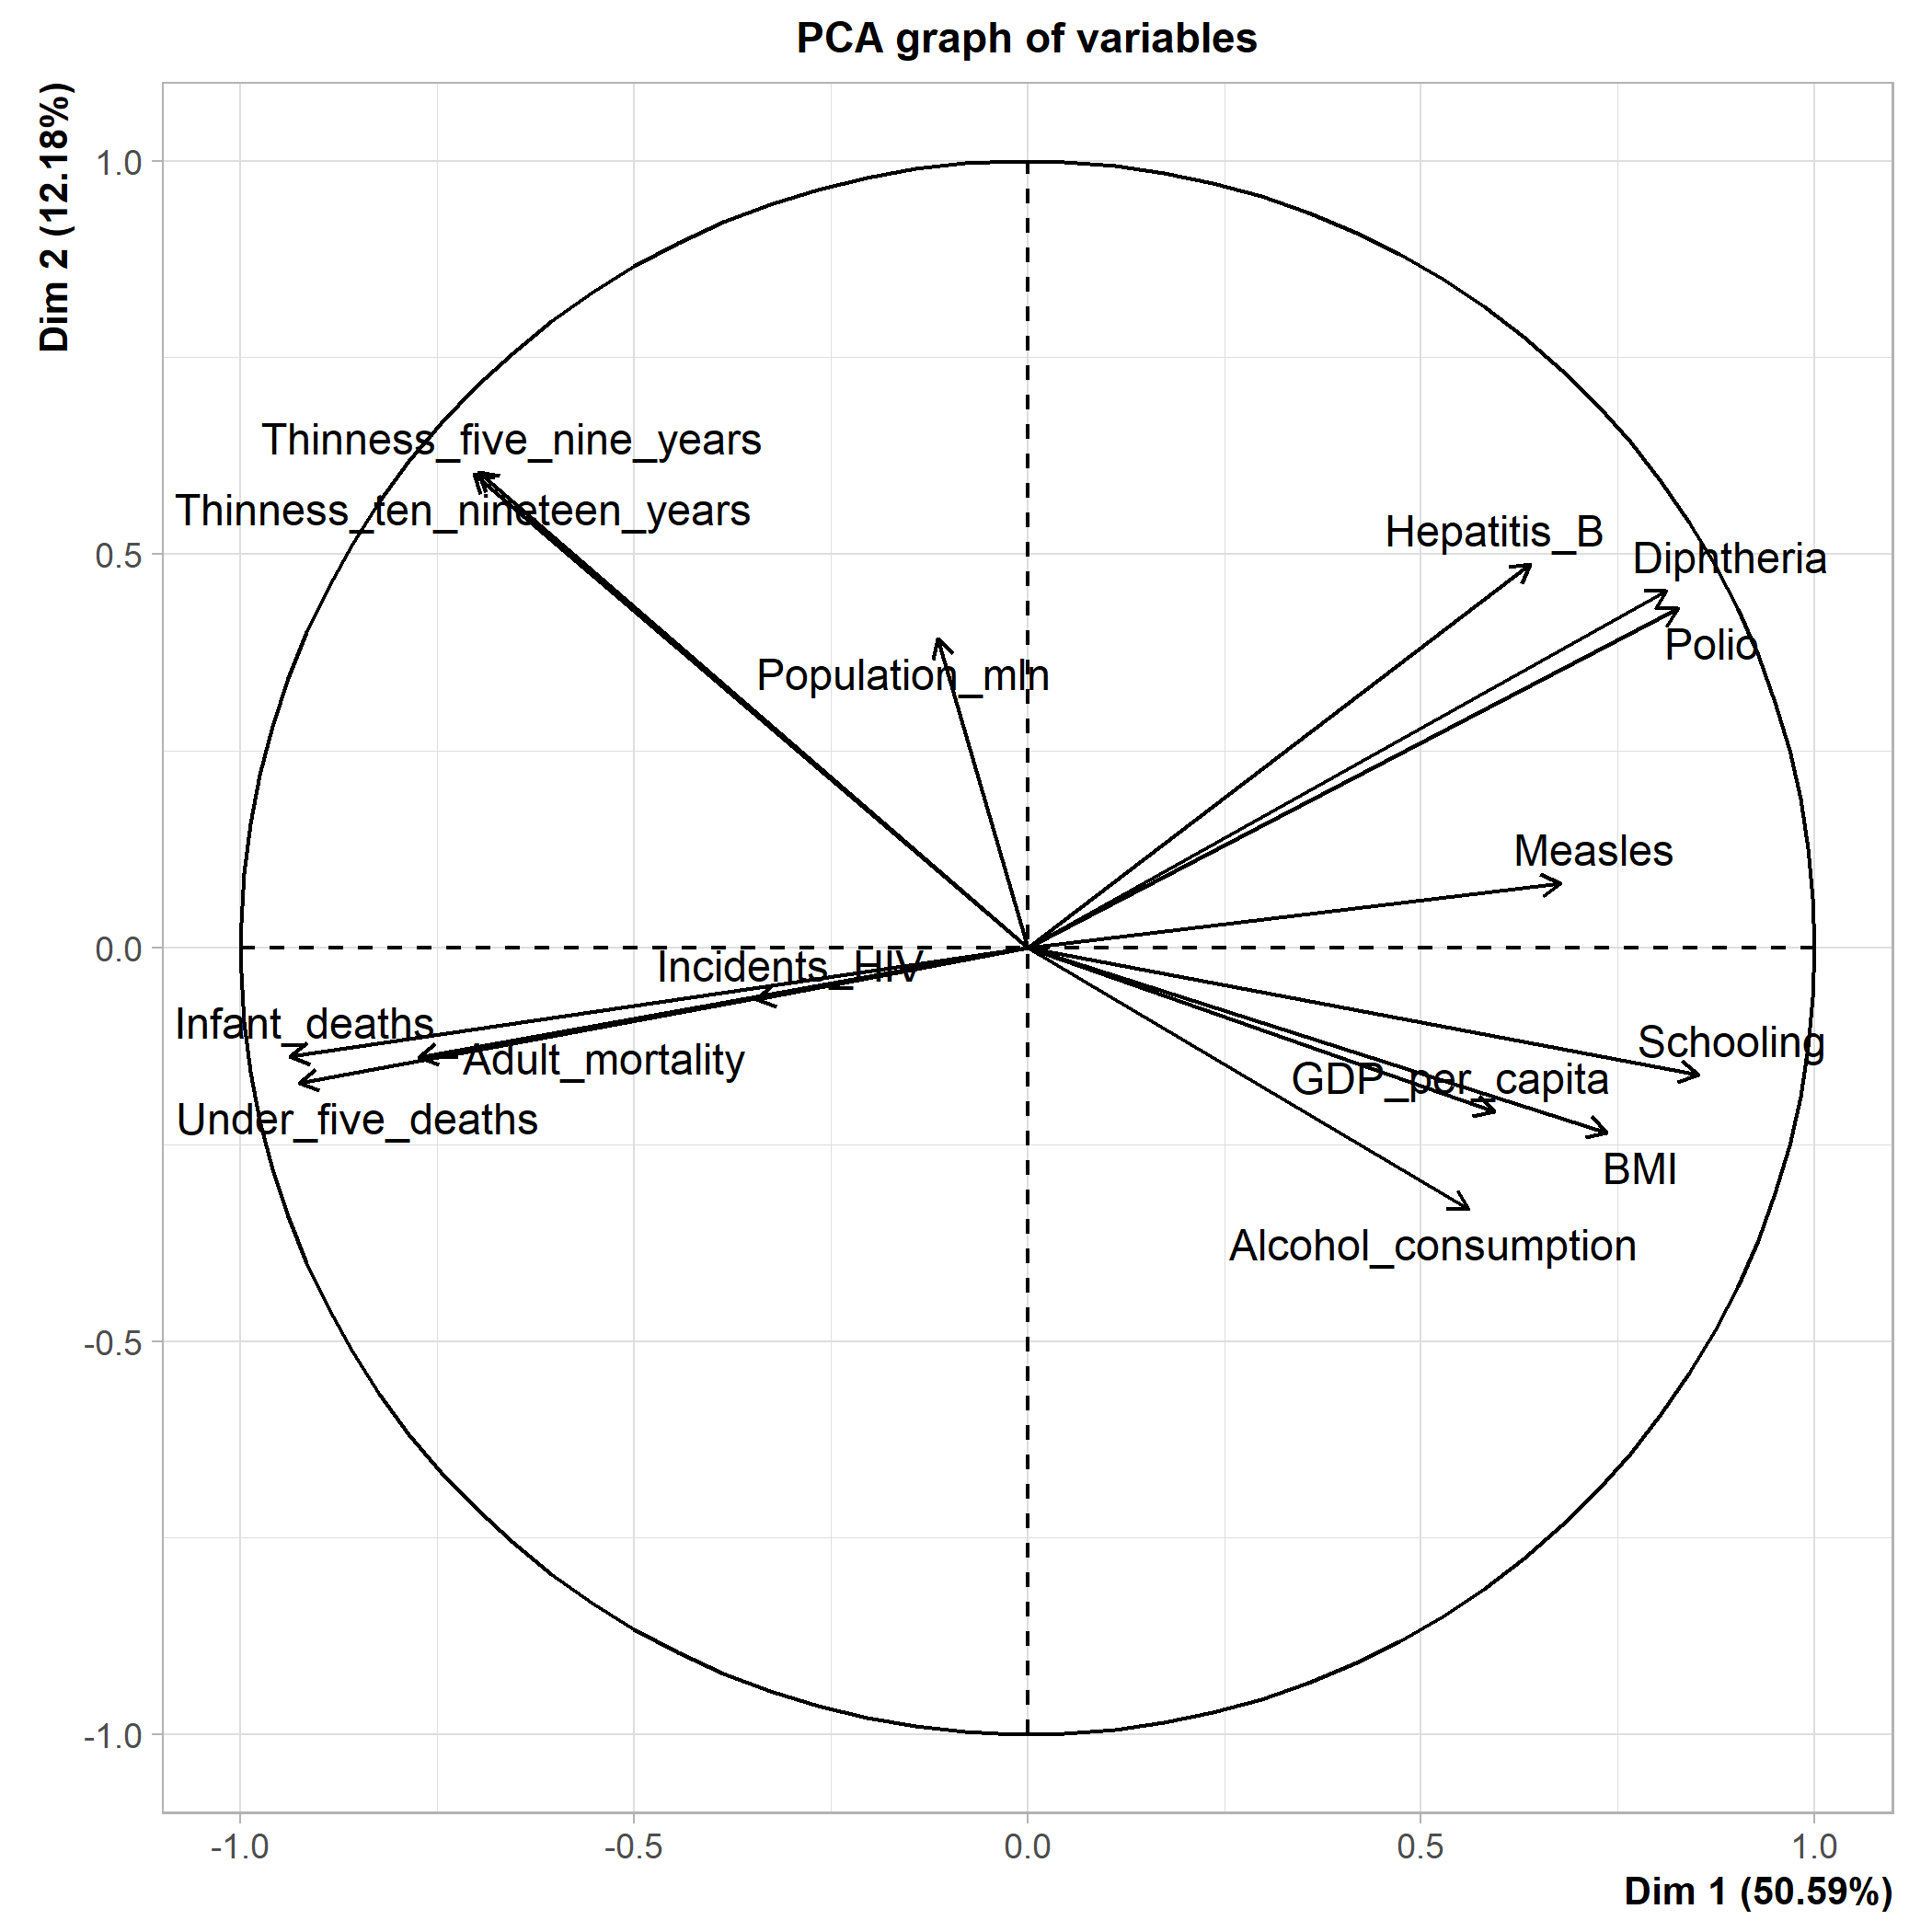 PCA graph of variables
Dim 2 (12.18%)
1.0
0.5
0.0
-0.5
-1.0
Thinness_five_nine_years
Thinness_ten_nineteen_years
Hepatitis_B
Diphtheria
Polio
Population_mln
Measles
Incidents_HIV
Infant_deaths
Adult_mortality
Under_five_deaths
Schooling
GDP_per_capita
BMI
Alcohol_consumption
-1.0
-0.5
0.0
0.5
1.0
Dim 1 (50.59%)